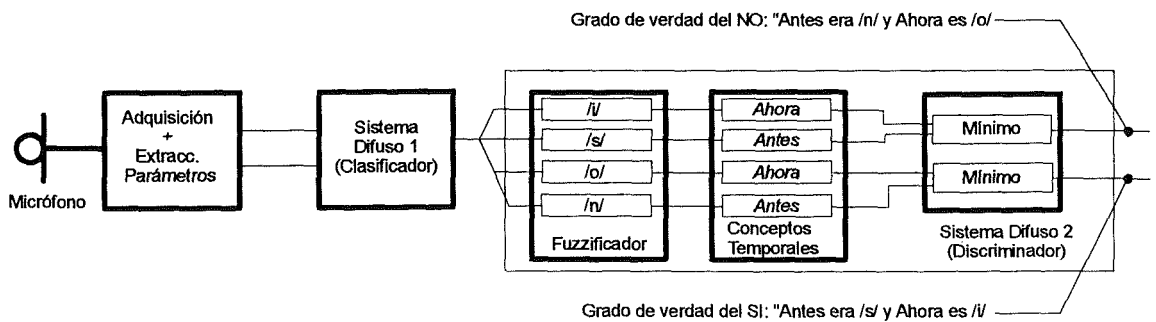 Grado de verdad del NO: "Antes era /n/ y Ahora es /o/
Micrófono
Adquisición
+
Extracc.
Parámetros
Sistema
Difuso 1
(Clasificador)
/i/
/s/
/o/
/n/
Fuzzificador
Ahora
Antes
Ahora
Antes
Conceptos
Temporales
Mínimo
Mínimo
Sistema Difuso 2
(Discriminador)
Grado de verdad del SI: "Antes era /s/ y Ahora es /i/